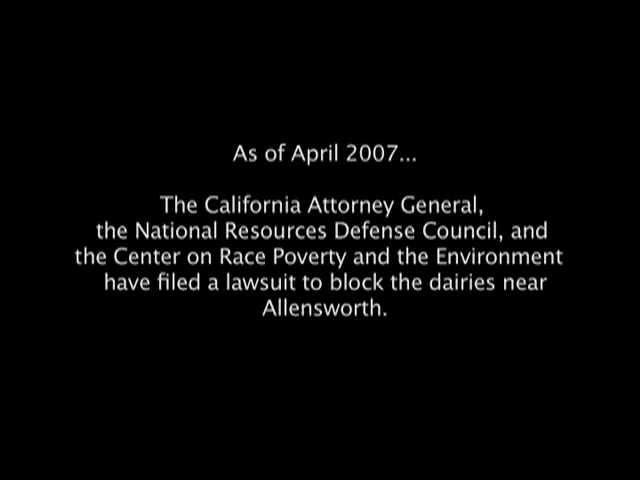 As of April 2007...
The California Attorney General,
the National Resources Defense Council, and
the Center on Race Poverty and the Environment
have filed a lawsuit to block the dairies near
Allensworth.